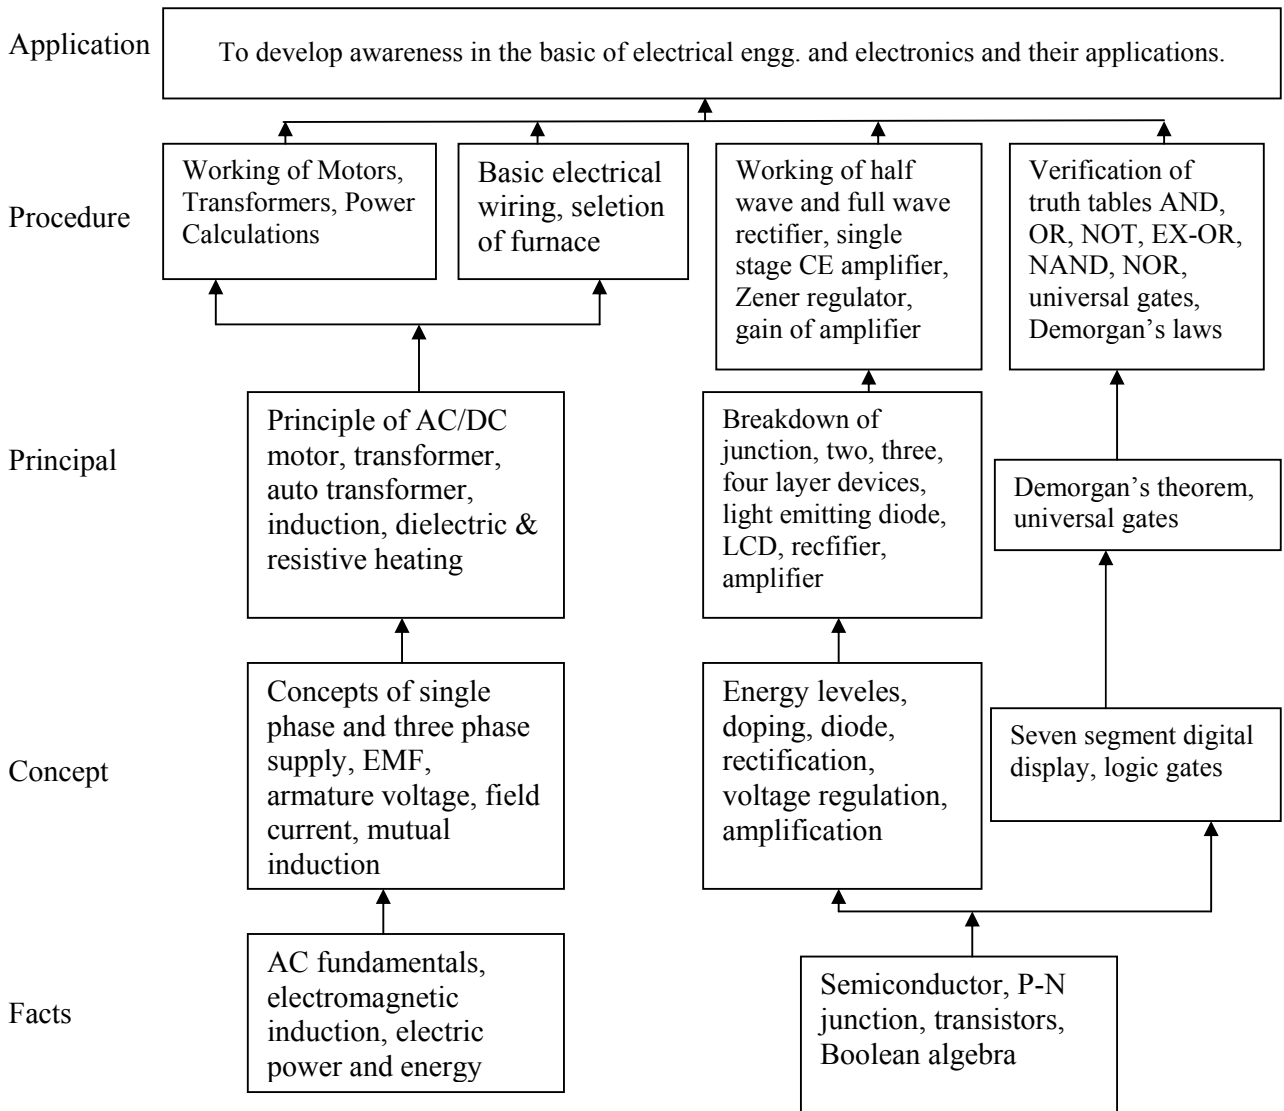 Application
To develop awareness in the basic of electrical engg. and electronics and their applications.
Procedure
Working of Motors,
Transformers, Power
Calculations
Basic electrical
wiring, seletion
of furnace
Working of half
wave and full wave
rectifier, single
stage CE amplifier,
Zener regulator,
gain of amplifier
Verification of
truth tables AND,
OR, NOT, EX-OR,
NAND, NOR,
universal gates,
Demorgan’s laws
Principal
Principle of AC/DC
motor, transformer,
auto transformer,
induction, dielectric &
resistive heating
Breakdown of
junction, two, three,
four layer devices,
light emitting diode,
LCD, recfifier,
amplifier
Demorgan’s theorem,
universal gates
Concept
Concepts of single
phase and three phase
supply, EMF,
armature voltage, field
current, mutual
induction
Energy leveles,
doping, diode,
rectification,
voltage regulation,
amplification
Seven segment digital
display, logic gates
Facts
AC fundamentals,
electromagnetic
induction, electric
power and energy
Semiconductor, P-N
junction, transistors,
Boolean algebra